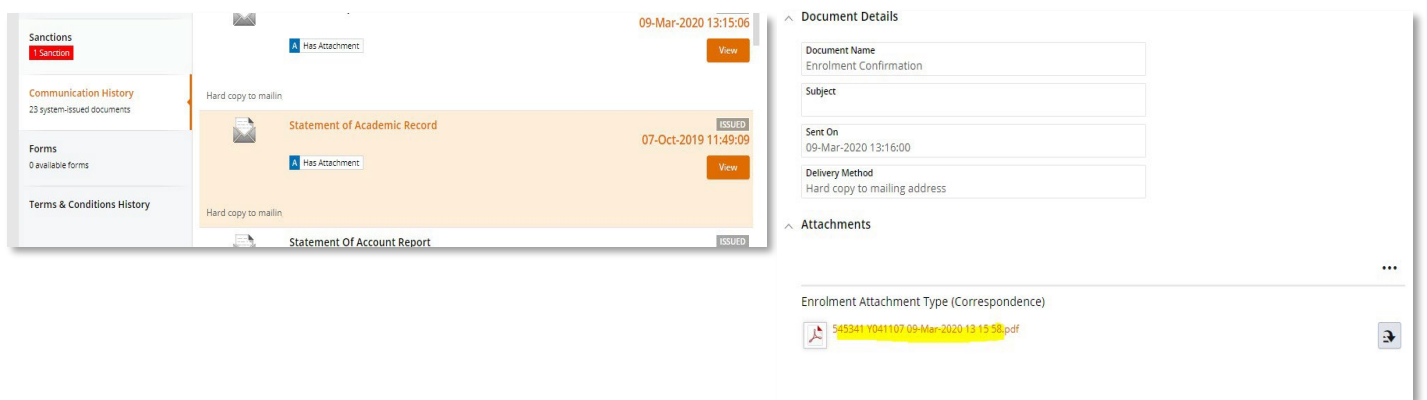 09-Mar-2020 13:15:06
Sanctions
1 Sanction
A Has Attachment
View
Communication History
23 system-issued documents
Hard copy to mailin
Statement of Academic Record
ISSUED
07-Oct-2019 11:49:09
Forms
0 available forms
A Has Attachment
View
Terms & Conditions History
Hard copy to mailin
Statement Of Account Report
ISSUED
Document Details
Document Name
Enrolment Confirmation
Subject
Sent On
09-Mar-2020 13:16:00
Delivery Method
Hard copy to mailing address
Attachments
...
Enrolment Attachment Type (Correspondence)
545341 Y041107 09-Mar-2020 13 15 58.pdf